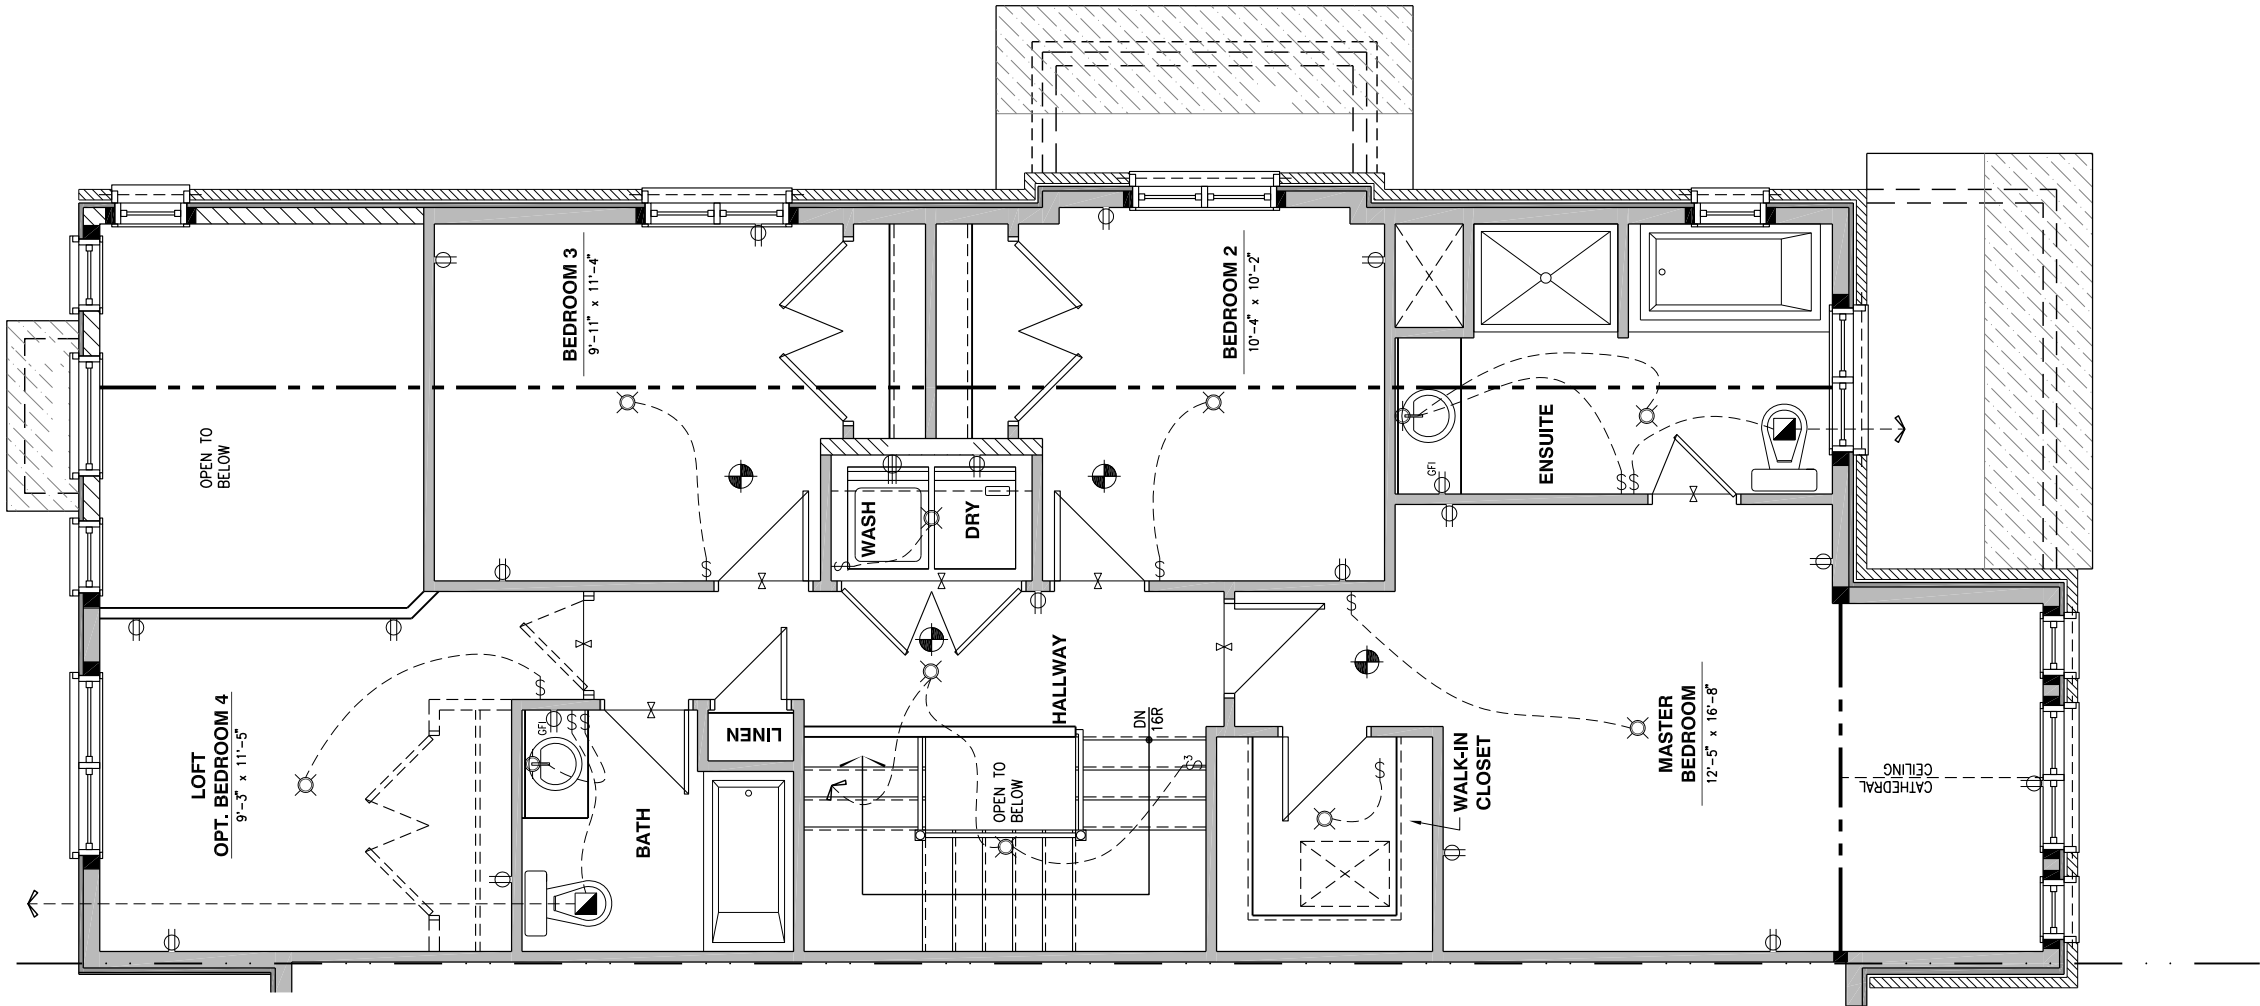 BEDROOM 3
9'-11" x 11'-4"
BEDROOM 2
10'-4" x 10'-2"
OPEN TO
BELOW
ENSUITE
GFI
WASH
DRY
LOFT
OPT. BEDROOM 4
9'-3" x 11'-5"
GFI
BATH
LINEN
HALLWAY
DN
16R
OPEN TO
BELOW
3
WALK-IN
CLOSET
MASTER
BEDROOM
12'-5" x 16'-8"
CATHEDRAL
CEILING
S
S
S
S
S
S
S
S
S
S
S
S